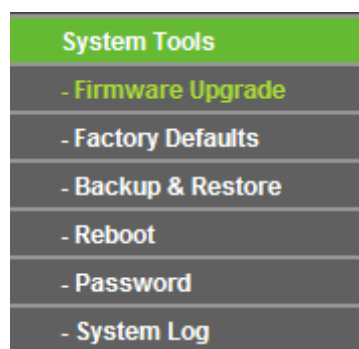 System Tools
- Firmware Upgrade
- Factory Defaults
- Backup & Restore
- Reboot
- Password
- System Log